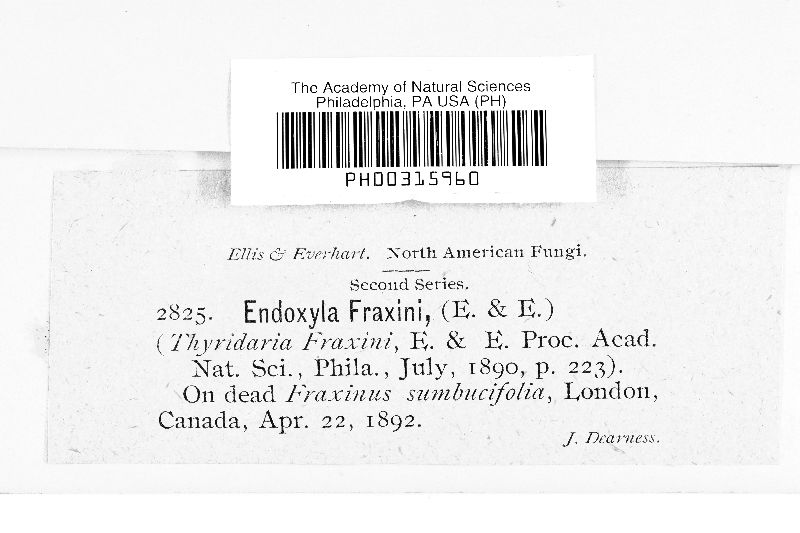 The Academy of Natural Sciences
Philadelphia, PA USA (PH)
PH00315960
Ellis & Everhart. North American Fungi.
Second Series.
2825. Endoxyla Fraxini, (E. & E.)
(Thyridaria Fraxini, E. & E. Proc. Acad.
Nat. Sci., Phila., July, 1890, p. 223).
On dead Fraxinus sumbucifolia, London,
Canada, Apr. 22, 1892.
J. Dearness.